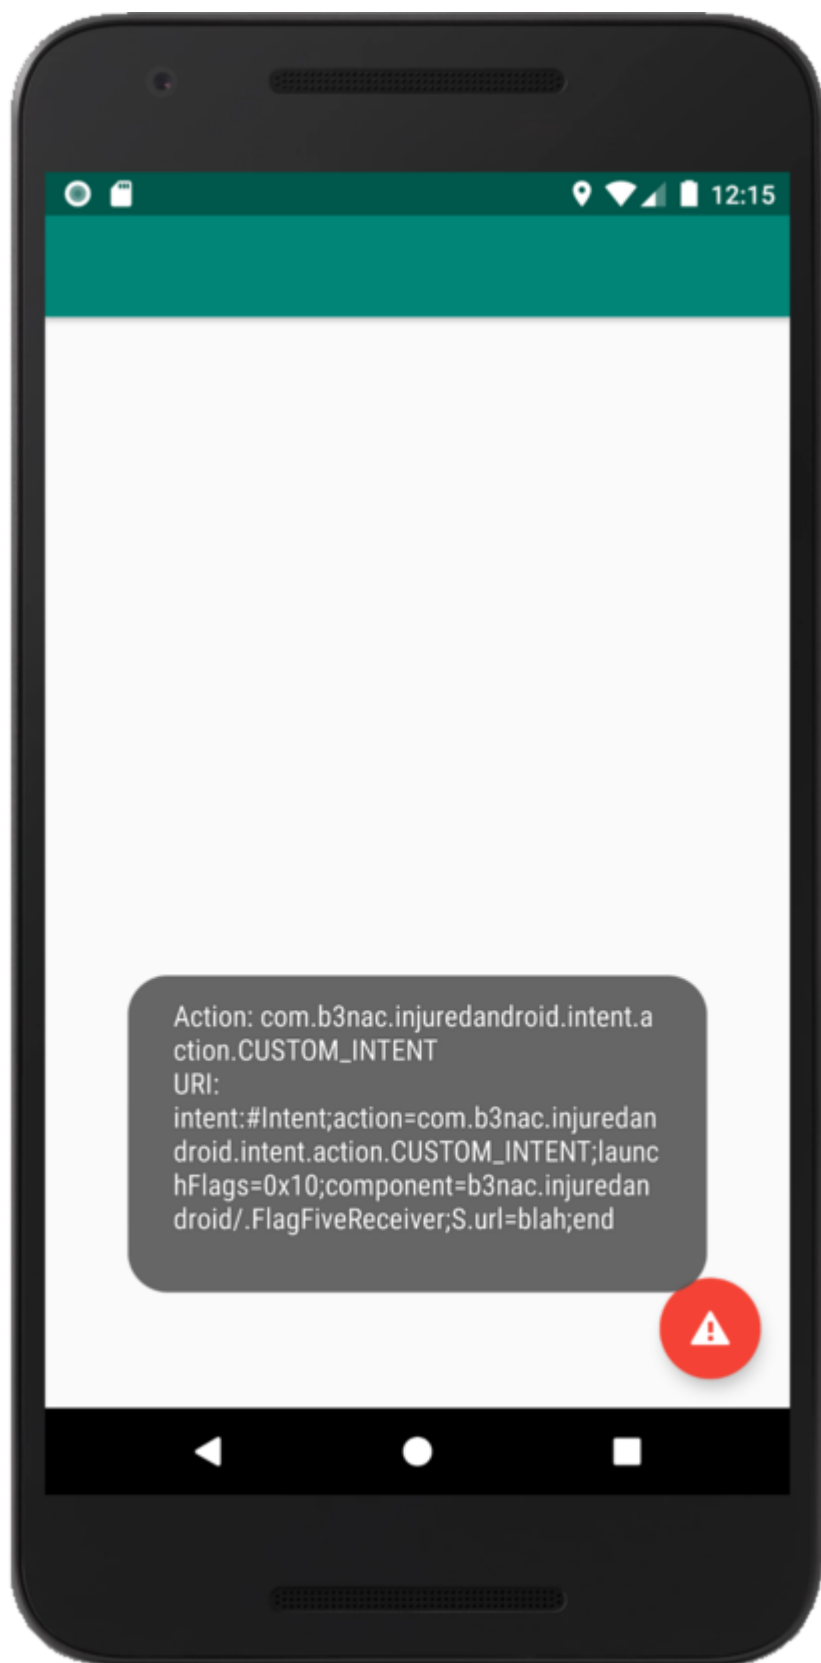 12:15
Action: com.b3nac.injuredandroid.intent.a
ction.CUSTOM_INTENT
URI:
intent:#Intent;action=com.b3nac.injuredan
droid.intent.action.CUSTOM_INTENT;launc
hFlags=0x10;component=b3nac.injuredan
droid/.FlagFiveReceiver;S.url=blah;end